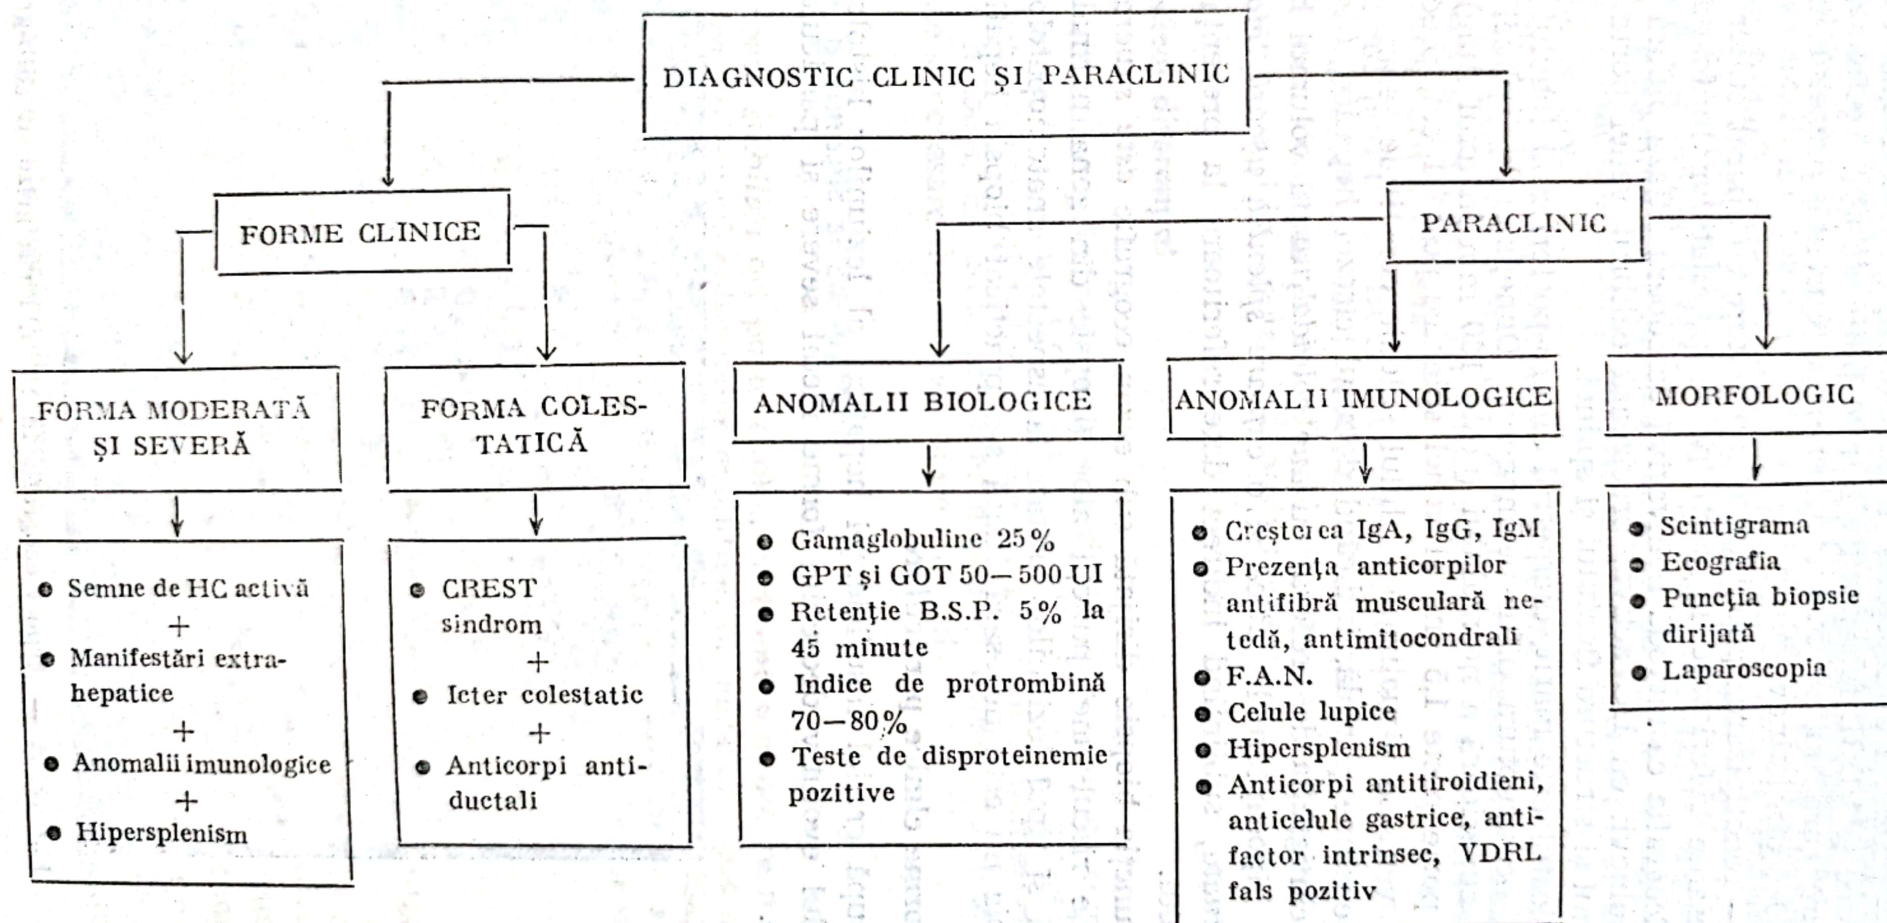 DIAGNOSTIC CLINIC ȘI PARACLINIC
FORME CLINICE
PARACLINIC
FORMA MODERATĂ
ȘI SEVERĂ
FORMA COLES-
TATICĂ
ANOMALII BIOLOGICE
ANOMALII IMUNOLOGICE
MORFOLOGIC
● Semne de HC activă
+
● Manifestări extra-
hepatice
+
● Anomalii imunologice
+
● Hipersplenism
● CREST
sindrom
+
● Icter colestatic
+
● Anticorpi anti-
ductali
● Gamaglobuline 25%
● GPT și GOT 50—500 UI
● Retenție B.S.P. 5% la
45 minute
● Indice de protrombină
70—80%
● Teste de disproteinemie
pozitive
● Creșterea IgA, IgG, IgM
● Prezența anticorpilor
antifibră musculară ne-
tedă, antimitocondrali
● F.A.N.
● Celule lupice
● Hipersplenism
● Anticorpi antitiroidieni,
anticelule gastrice, anti-
factor intrinsec, VDRL
fals pozitiv
● Scintigrama
● Ecografia
● Puncția biopsie
dirijată
● Laparoscopia